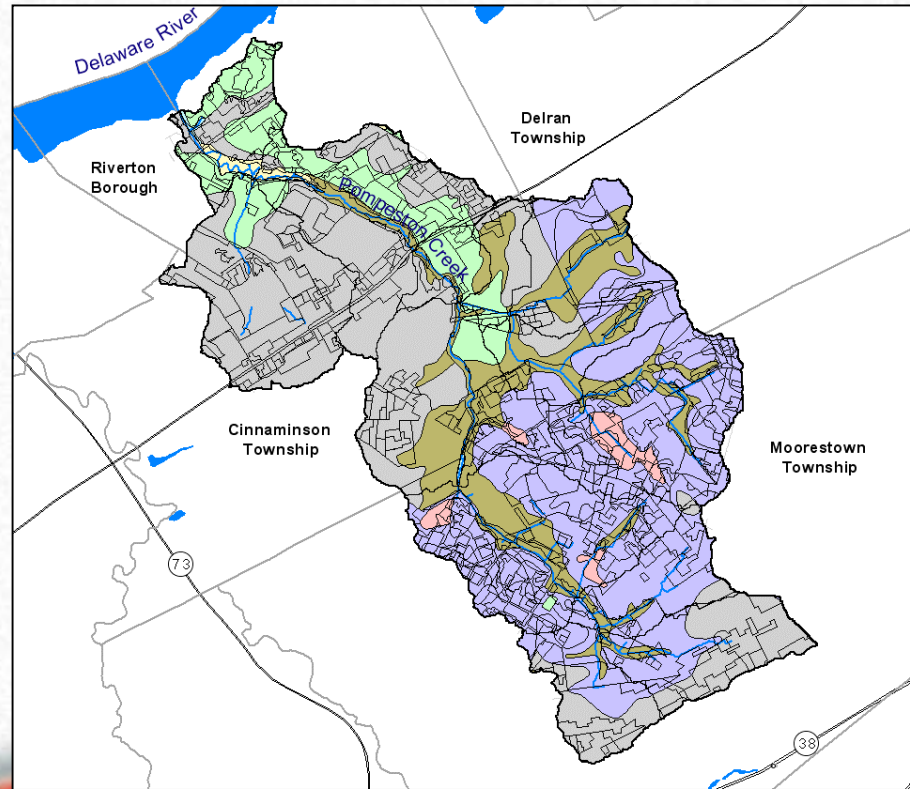 Delaware River
Delran
Township
Riverton
Borough
Pompeston Creek
Cinnaminson
Township
Moorestown
Township
73
38